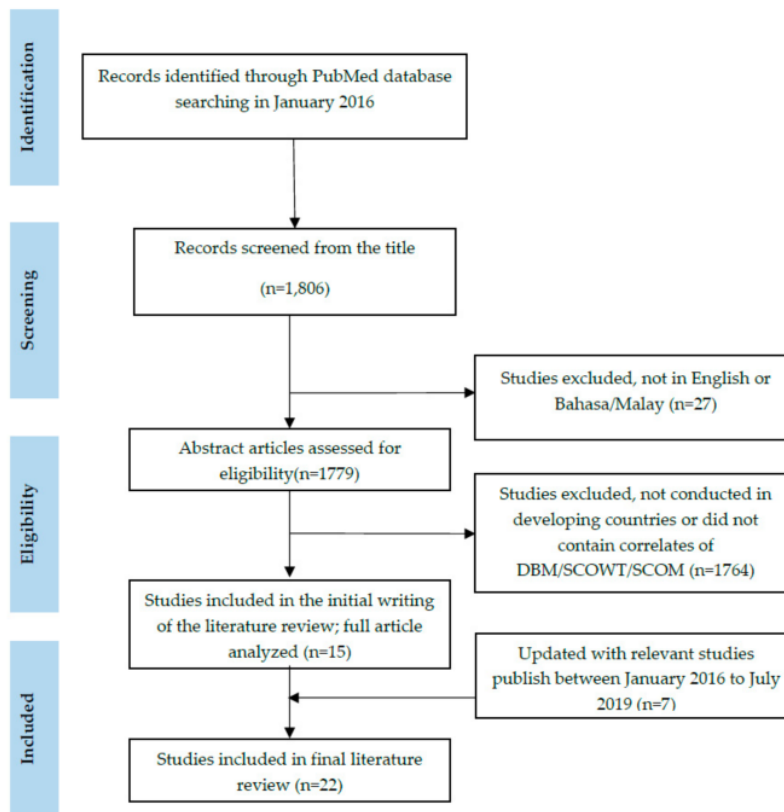 Identification
Records identified through PubMed database
searching in January 2016
Screening
Records screened from the title
(n=1,806)
Studies excluded, not in English or
Bahasa/Malay (n=27)
Eligibility
Abstract articles assessed for
eligibility(n=1779)
Studies excluded, not conducted in
developing countries or did not
contain correlates of
DBM/SCOWT/SCOM (n=1764)
Studies included in the initial writing
of the literature review; full article
analyzed (n=15)
Included
Updated with relevant studies
publish between January 2016 to July
2019 (n=7)
Studies included in final literature
review (n=22)